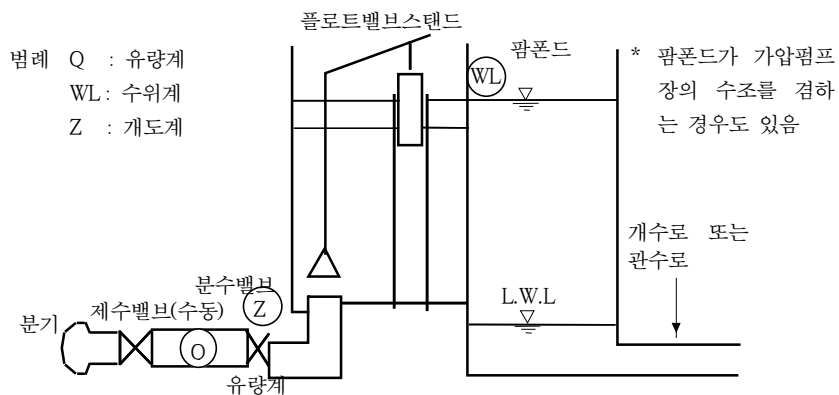 플로트밸브스탠드
범례 Q : 유량계
WL : 수위계
Z : 개도계
WL
팜폰드
* 팜폰드가 가압펌프
장의 수조를 겸하
는 경우도 있음
개수로 또는
관수로
L.W.L
분수밸브
Z
제수밸브(수동)
분기
Q
유량계